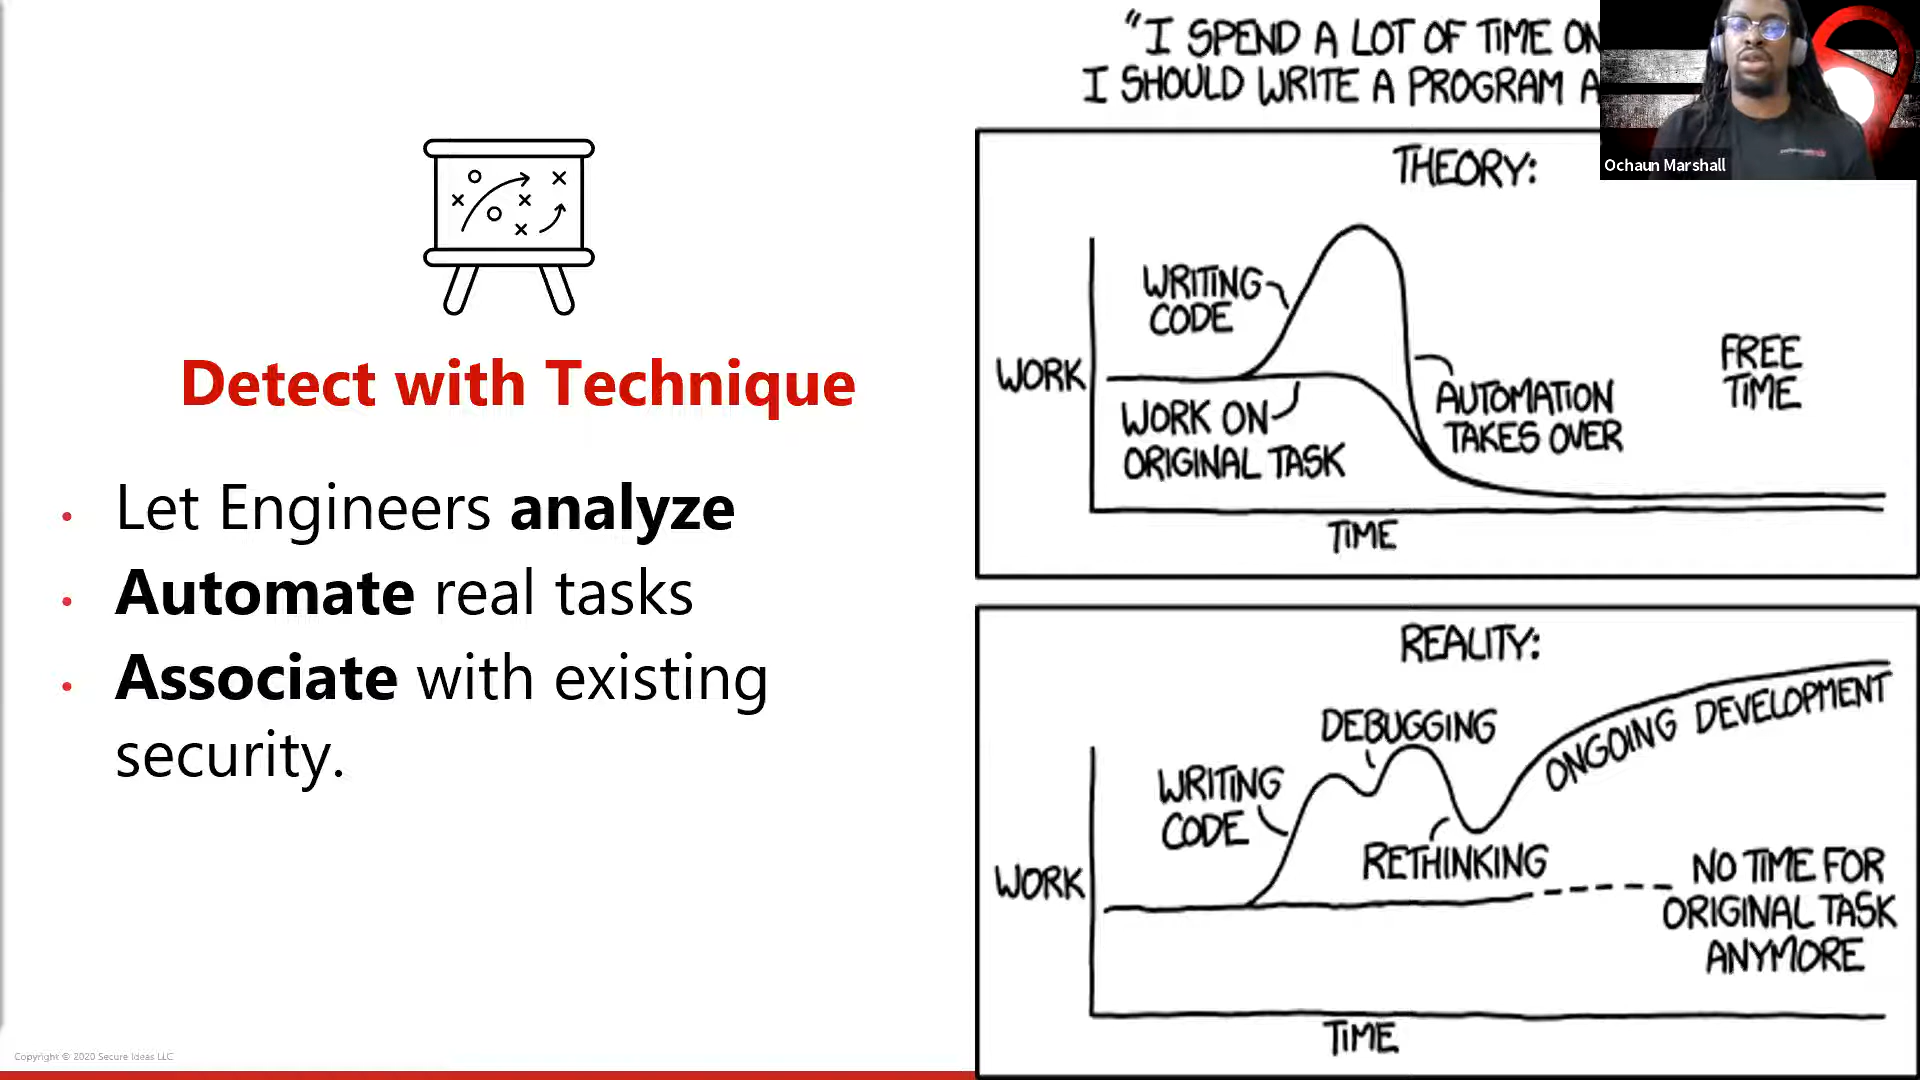 Detect with Technique
• Let Engineers analyze
• Automate real tasks
• Associate with existing
security.
Copyright © 2020 Secure Ideas LLC
"I SPEND A LOT OF TIME ON
I SHOULD WRITE A PROGRAM A
THEORY:
WRITING
CODE
WORK
WORK ON
ORIGINAL TASK
AUTOMATION
TAKES OVER
FREE
TIME
TIME
REALITY:
WRITING
CODE
DEBUGGING
RETHINKING
ONGOING DEVELOPMENT
WORK
NO TIME FOR
ORIGINAL TASK
ANYMORE
TIME
Ochaun Marshall